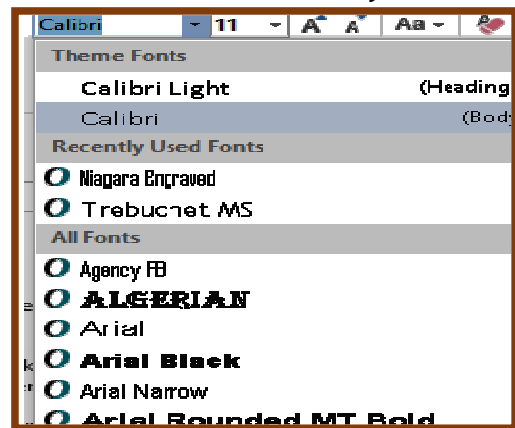 Calibri 11 A A Aa
Theme Fonts
Calibri Light (Heading
Calibri (Body
Recently Used Fonts
Niagara Engraved
Trebuchet MS
All Fonts
Agency FB
ALGERIAN
Arial
Arial Black
Arial Narrow
Arial Rounded MT Bold